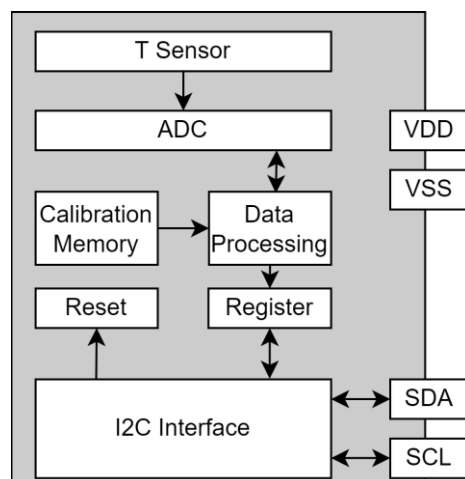 T Sensor
ADC
VDD
VSS
Calibration
Memory
Data
Processing
Reset
Register
I2C Interface
SDA
SCL